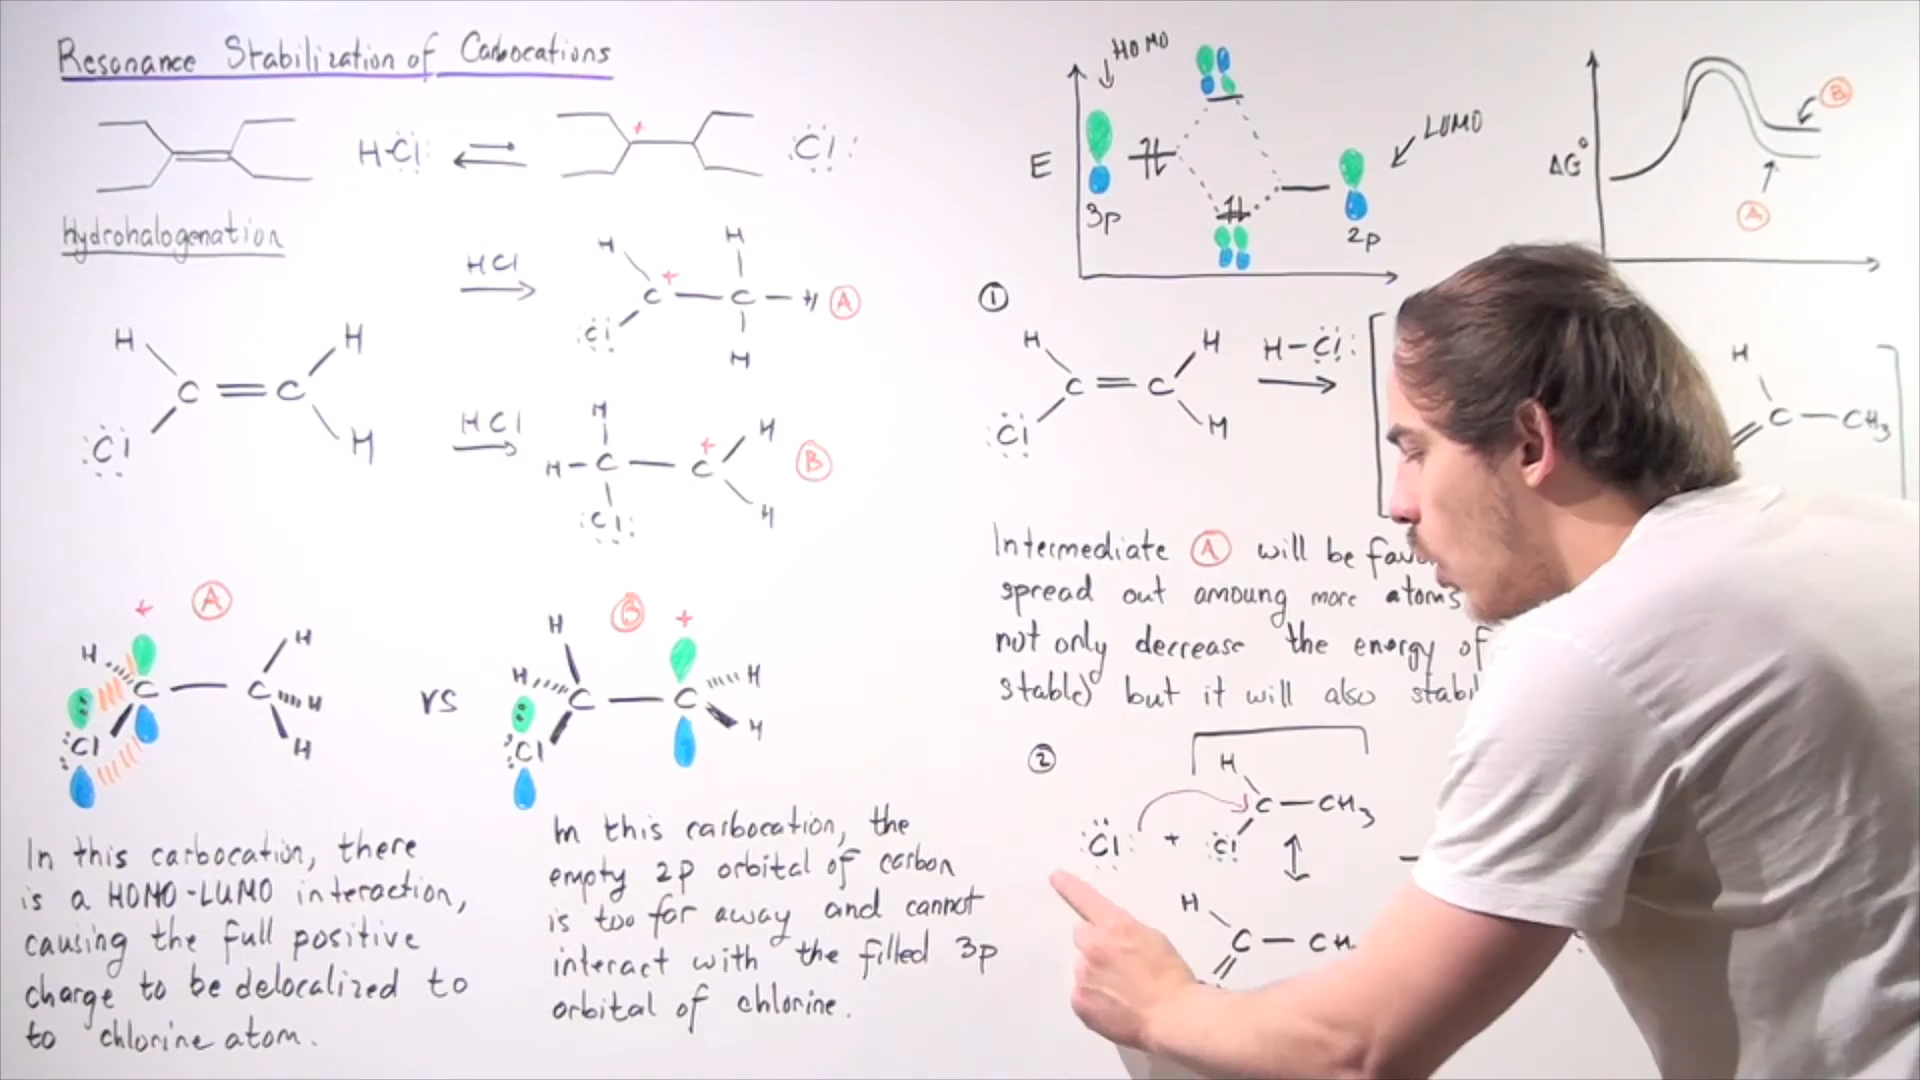 Resonance Stabilization of Carbocations
H-Cl:
+
Cl:
hydrohalogenation
HCl
H
H
C
+
C
H
A
Cl
H
H
H
C
C
Cl
H
HCl
H
H
C
C
+
H
B
Cl
H
+
A
H
C
C
H
H
H
Cl
vs
H
B
+
H
C
C
H
H
Cl
In this carbocation, there
is a HOMO-LUMO interaction,
causing the full positive
charge to be delocalized to
to chlorine atom.
In this carbocation, the
empty 2p orbital of carbon
is too far away and cannot
interact with the filled 3p
orbital of chlorine.
HOMO
LUMO
E
3p
2p
ΔG°
B
A
1
H
H
C
C
Cl
H
H-Cl:
H
C
CH3
Intermediate A will be
spread out amoung more atoms
not only decrease the energy of
stable) but it will also
2
H
C-CH3
Cl
+
Cl
H
C